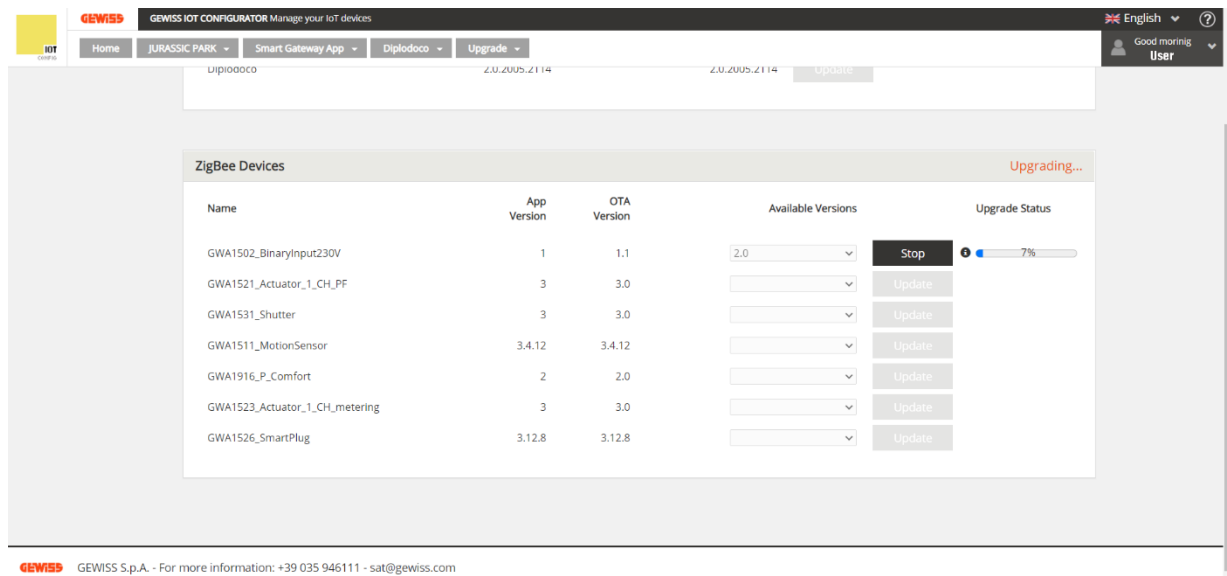 GEWISS GEWISS IOT CONFIGURATOR Manage your IoT devices English ?
IOT Home JURASSIC PARK Smart Gateway App Diplodoco Upgrade Good morinig
User
Diplodoco 2.0.2005.2114 2.0.2005.2114 Update
ZigBee Devices Upgrading...
Name App Version OTA Version Available Versions Upgrade Status
GWA1502_BinaryInput230V 1 1.1 2.0 Stop 7%
GWA1521_Actuator_1_CH_PF 3 3.0 Update
GWA1531_Shutter 3 3.0 Update
GWA1511_MotionSensor 3.4.12 3.4.12 Update
GWA1916_P_Comfort 2 2.0 Update
GWA1523_Actuator_1_CH_metering 3 3.0 Update
GWA1526_SmartPlug 3.12.8 3.12.8 Update
GEWISS GEWISS S.p.A. - For more information: +39 035 946111 - sat@gewiss.com